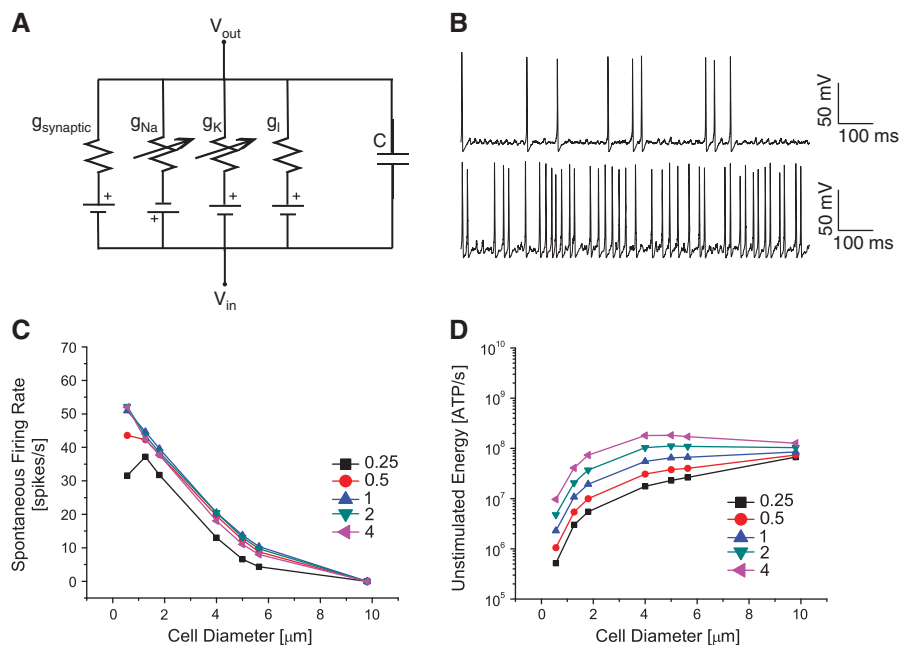 A
V_out
g_synaptic
g_Na
g_K
g_l
C
+
+
+
+
V_in
B
50 mV
100 ms
50 mV
100 ms
C
Spontaneous Firing Rate
[spikes/s]
70
60
50
40
30
20
10
0
0.25
0.5
1
2
4
0
2
4
6
8
10
Cell Diameter [μm]
D
Unstimulated Energy [ATP/s]
10^10
10^9
10^8
10^7
10^6
10^5
0.25
0.5
1
2
4
0
2
4
6
8
10
Cell Diameter [μm]